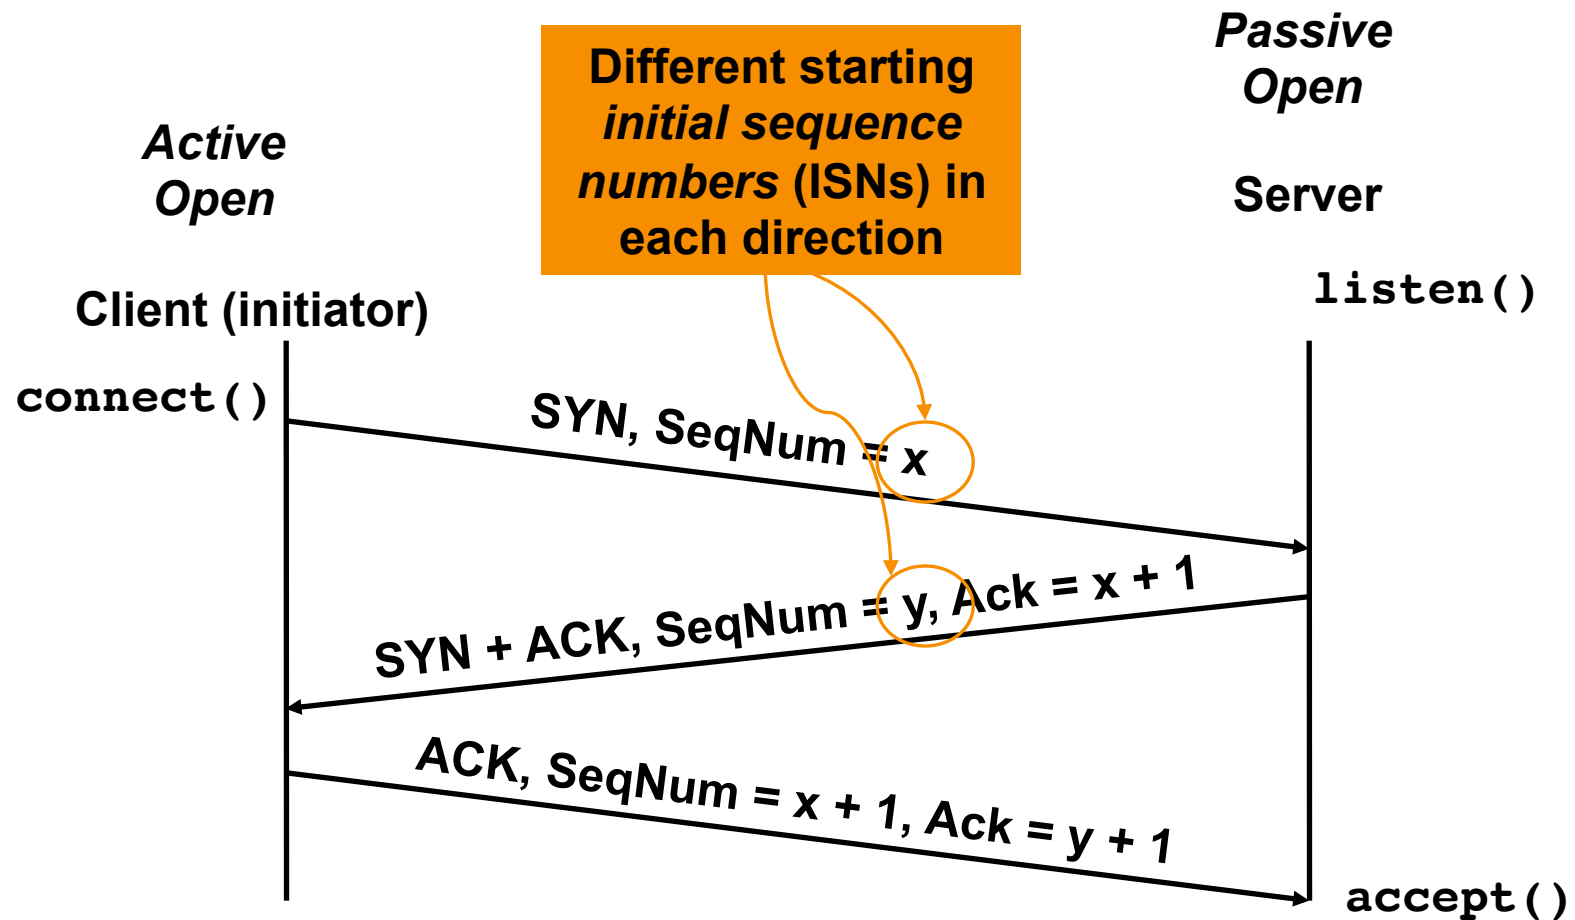 Passive
Open
Different starting
initial sequence
numbers (ISNs) in
each direction
Active
Open
Server
Client (initiator)
listen()
connect()
SYN, SeqNum = x
SYN + ACK, SeqNum = y, Ack = x + 1
ACK, SeqNum = x + 1, Ack = y + 1
accept()